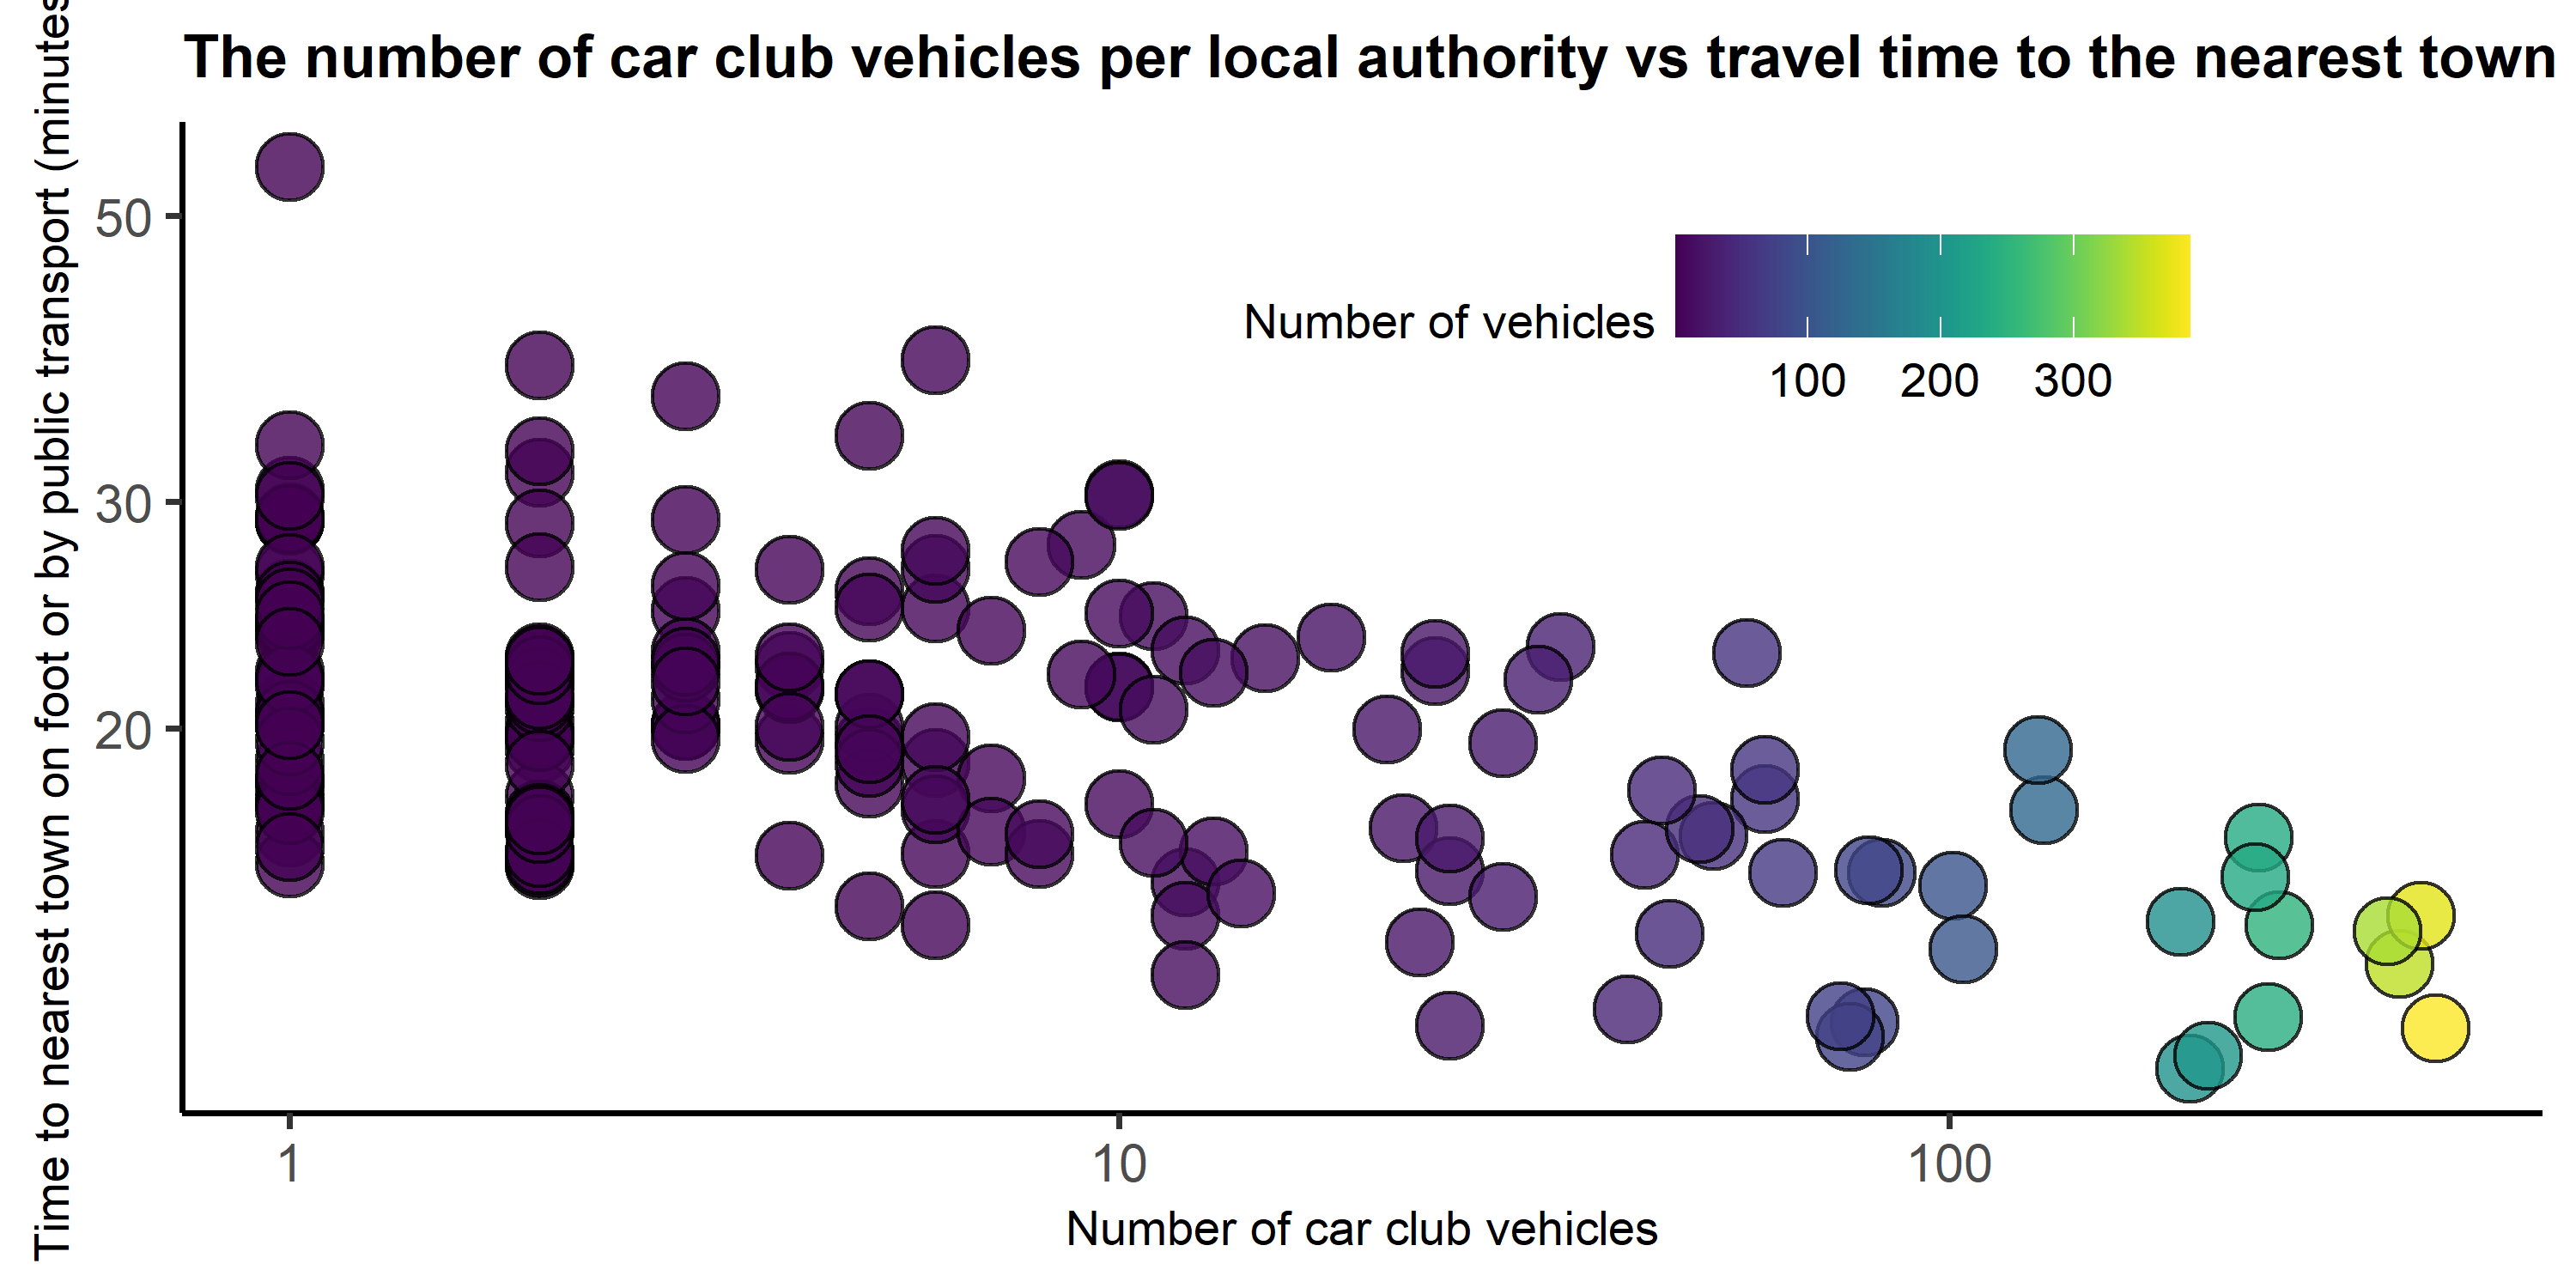 The number of car club vehicles per local authority vs travel time to the nearest town
Time to nearest town on foot or by public transport (minutes
50
30
20
Number of vehicles
100 200 300
1 10 100
Number of car club vehicles